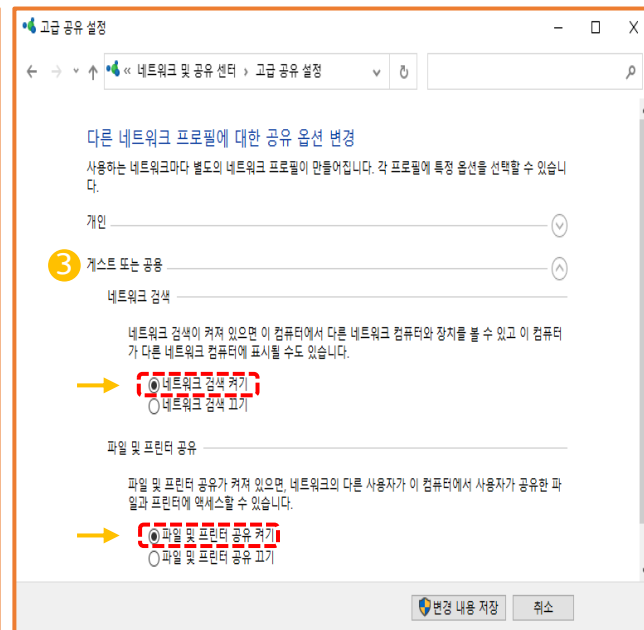 고급 공유 설정
« 네트워크 및 공유 센터 › 고급 공유 설정
다른 네트워크 프로필에 대한 공유 옵션 변경
사용하는 네트워크마다 별도의 네트워크 프로필이 만들어집니다. 각 프로필에 특정 옵션을 선택할 수 있습니
다.
개인
3 게스트 또는 공용
네트워크 검색
네트워크 검색이 켜져 있으면 이 컴퓨터에서 다른 네트워크 컴퓨터와 장치를 볼 수 있고 이 컴퓨터
가 다른 네트워크 컴퓨터에 표시될 수도 있습니다.
네트워크 검색 켜기
네트워크 검색 끄기
파일 및 프린터 공유
파일 및 프린터 공유가 켜져 있으면, 네트워크의 다른 사용자가 이 컴퓨터에서 사용자가 공유한 파
일과 프린터에 액세스할 수 있습니다.
파일 및 프린터 공유 켜기
파일 및 프린터 공유 끄기
변경 내용 저장 취소